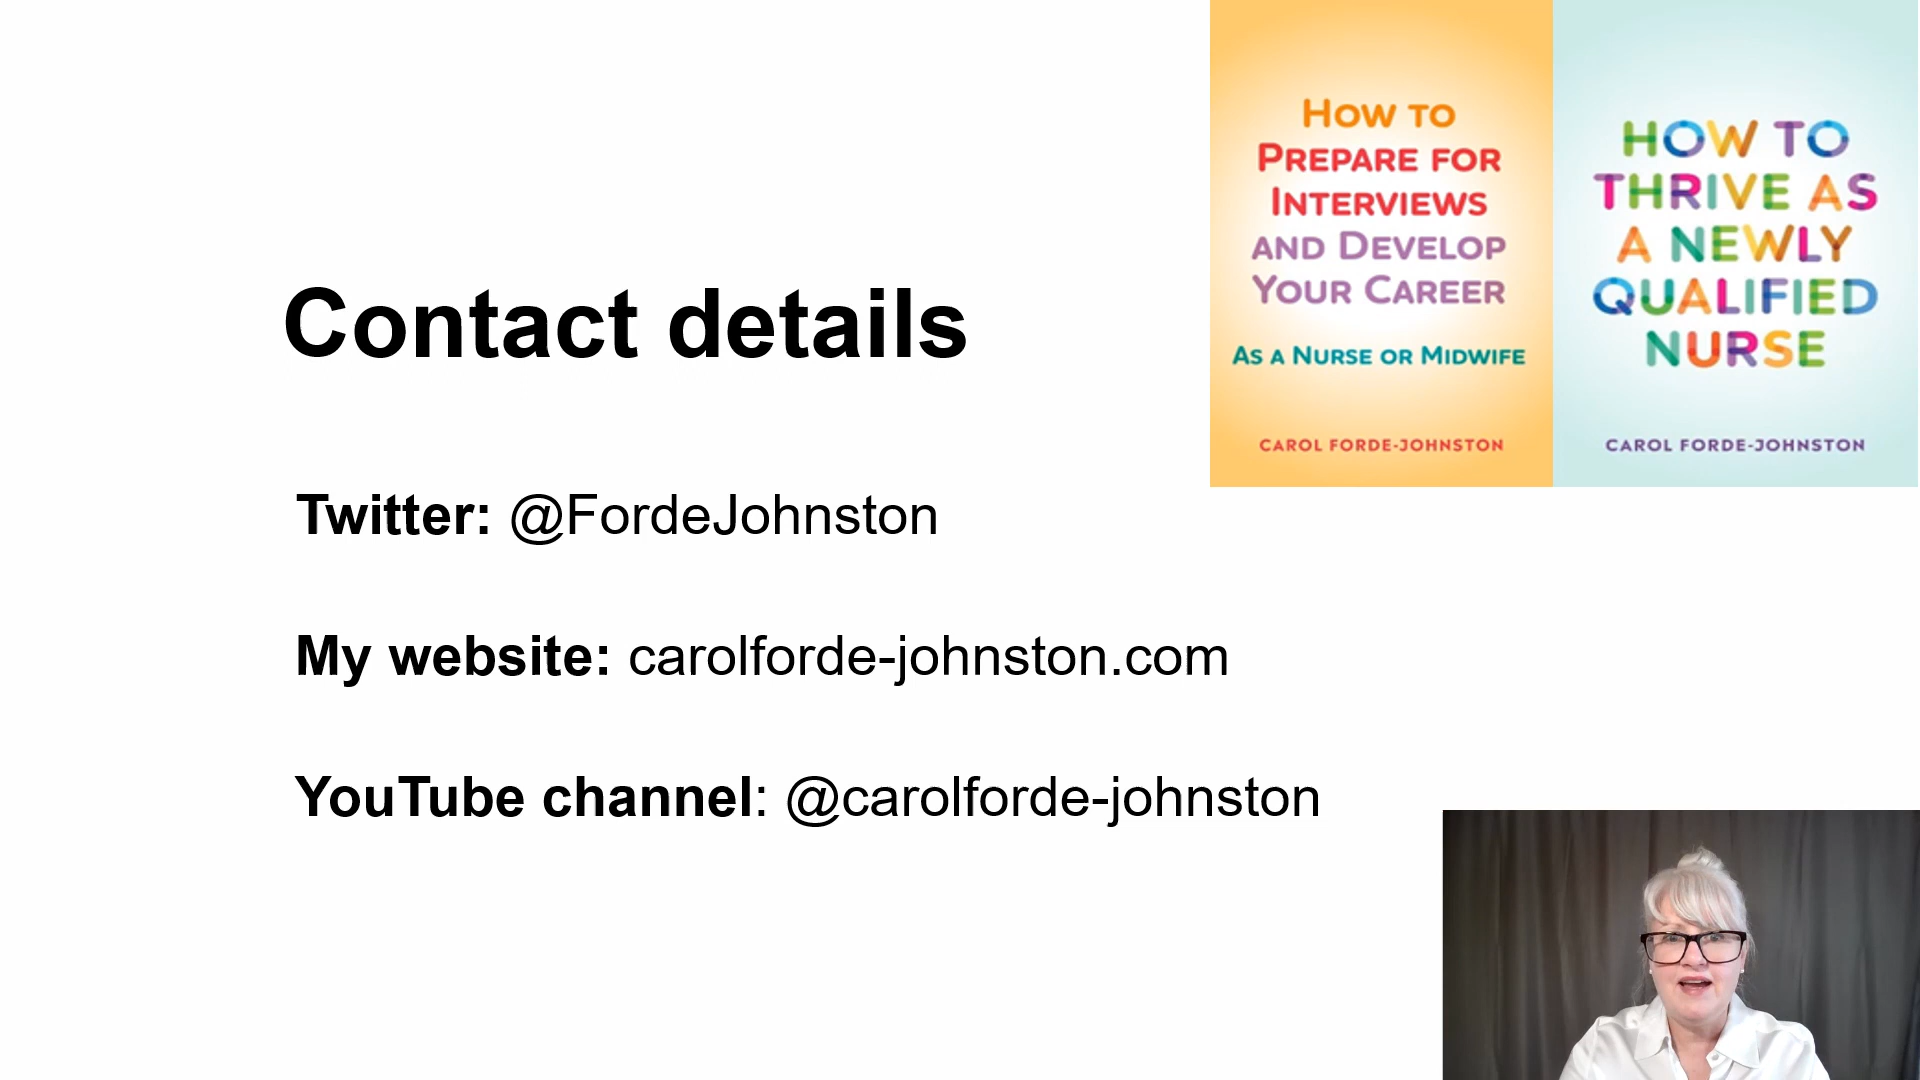 Contact details
Twitter: @FordeJohnston
My website: carolforde-johnston.com
YouTube channel: @carolforde-johnston
HOW TO
PREPARE FOR
INTERVIEWS
AND DEVELOP
YOUR CAREER
AS A NURSE OR MIDWIFE
CAROL FORDE-JOHNSTON
HOW TO
THRIVE AS
A NEWLY
QUALIFIED
NURSE
CAROL FORDE-JOHNSTON